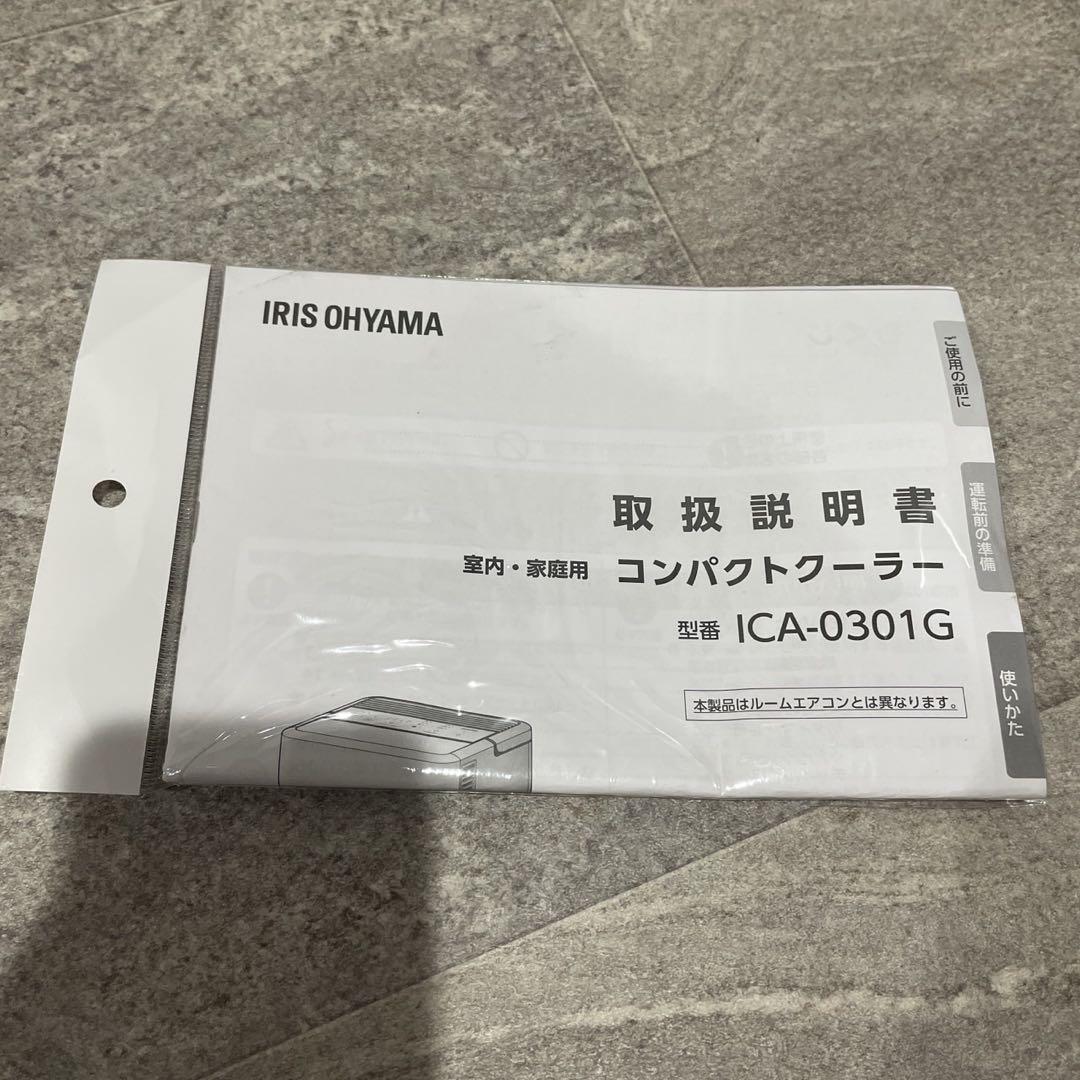 IRIS OHYAMA
取扱説明書
室内・家庭用 コンパクトクーラー
型番 ICA-0301G
本製品はルームエアコンとは異なります。
ご使用の前に
運転前の準備
使いかた